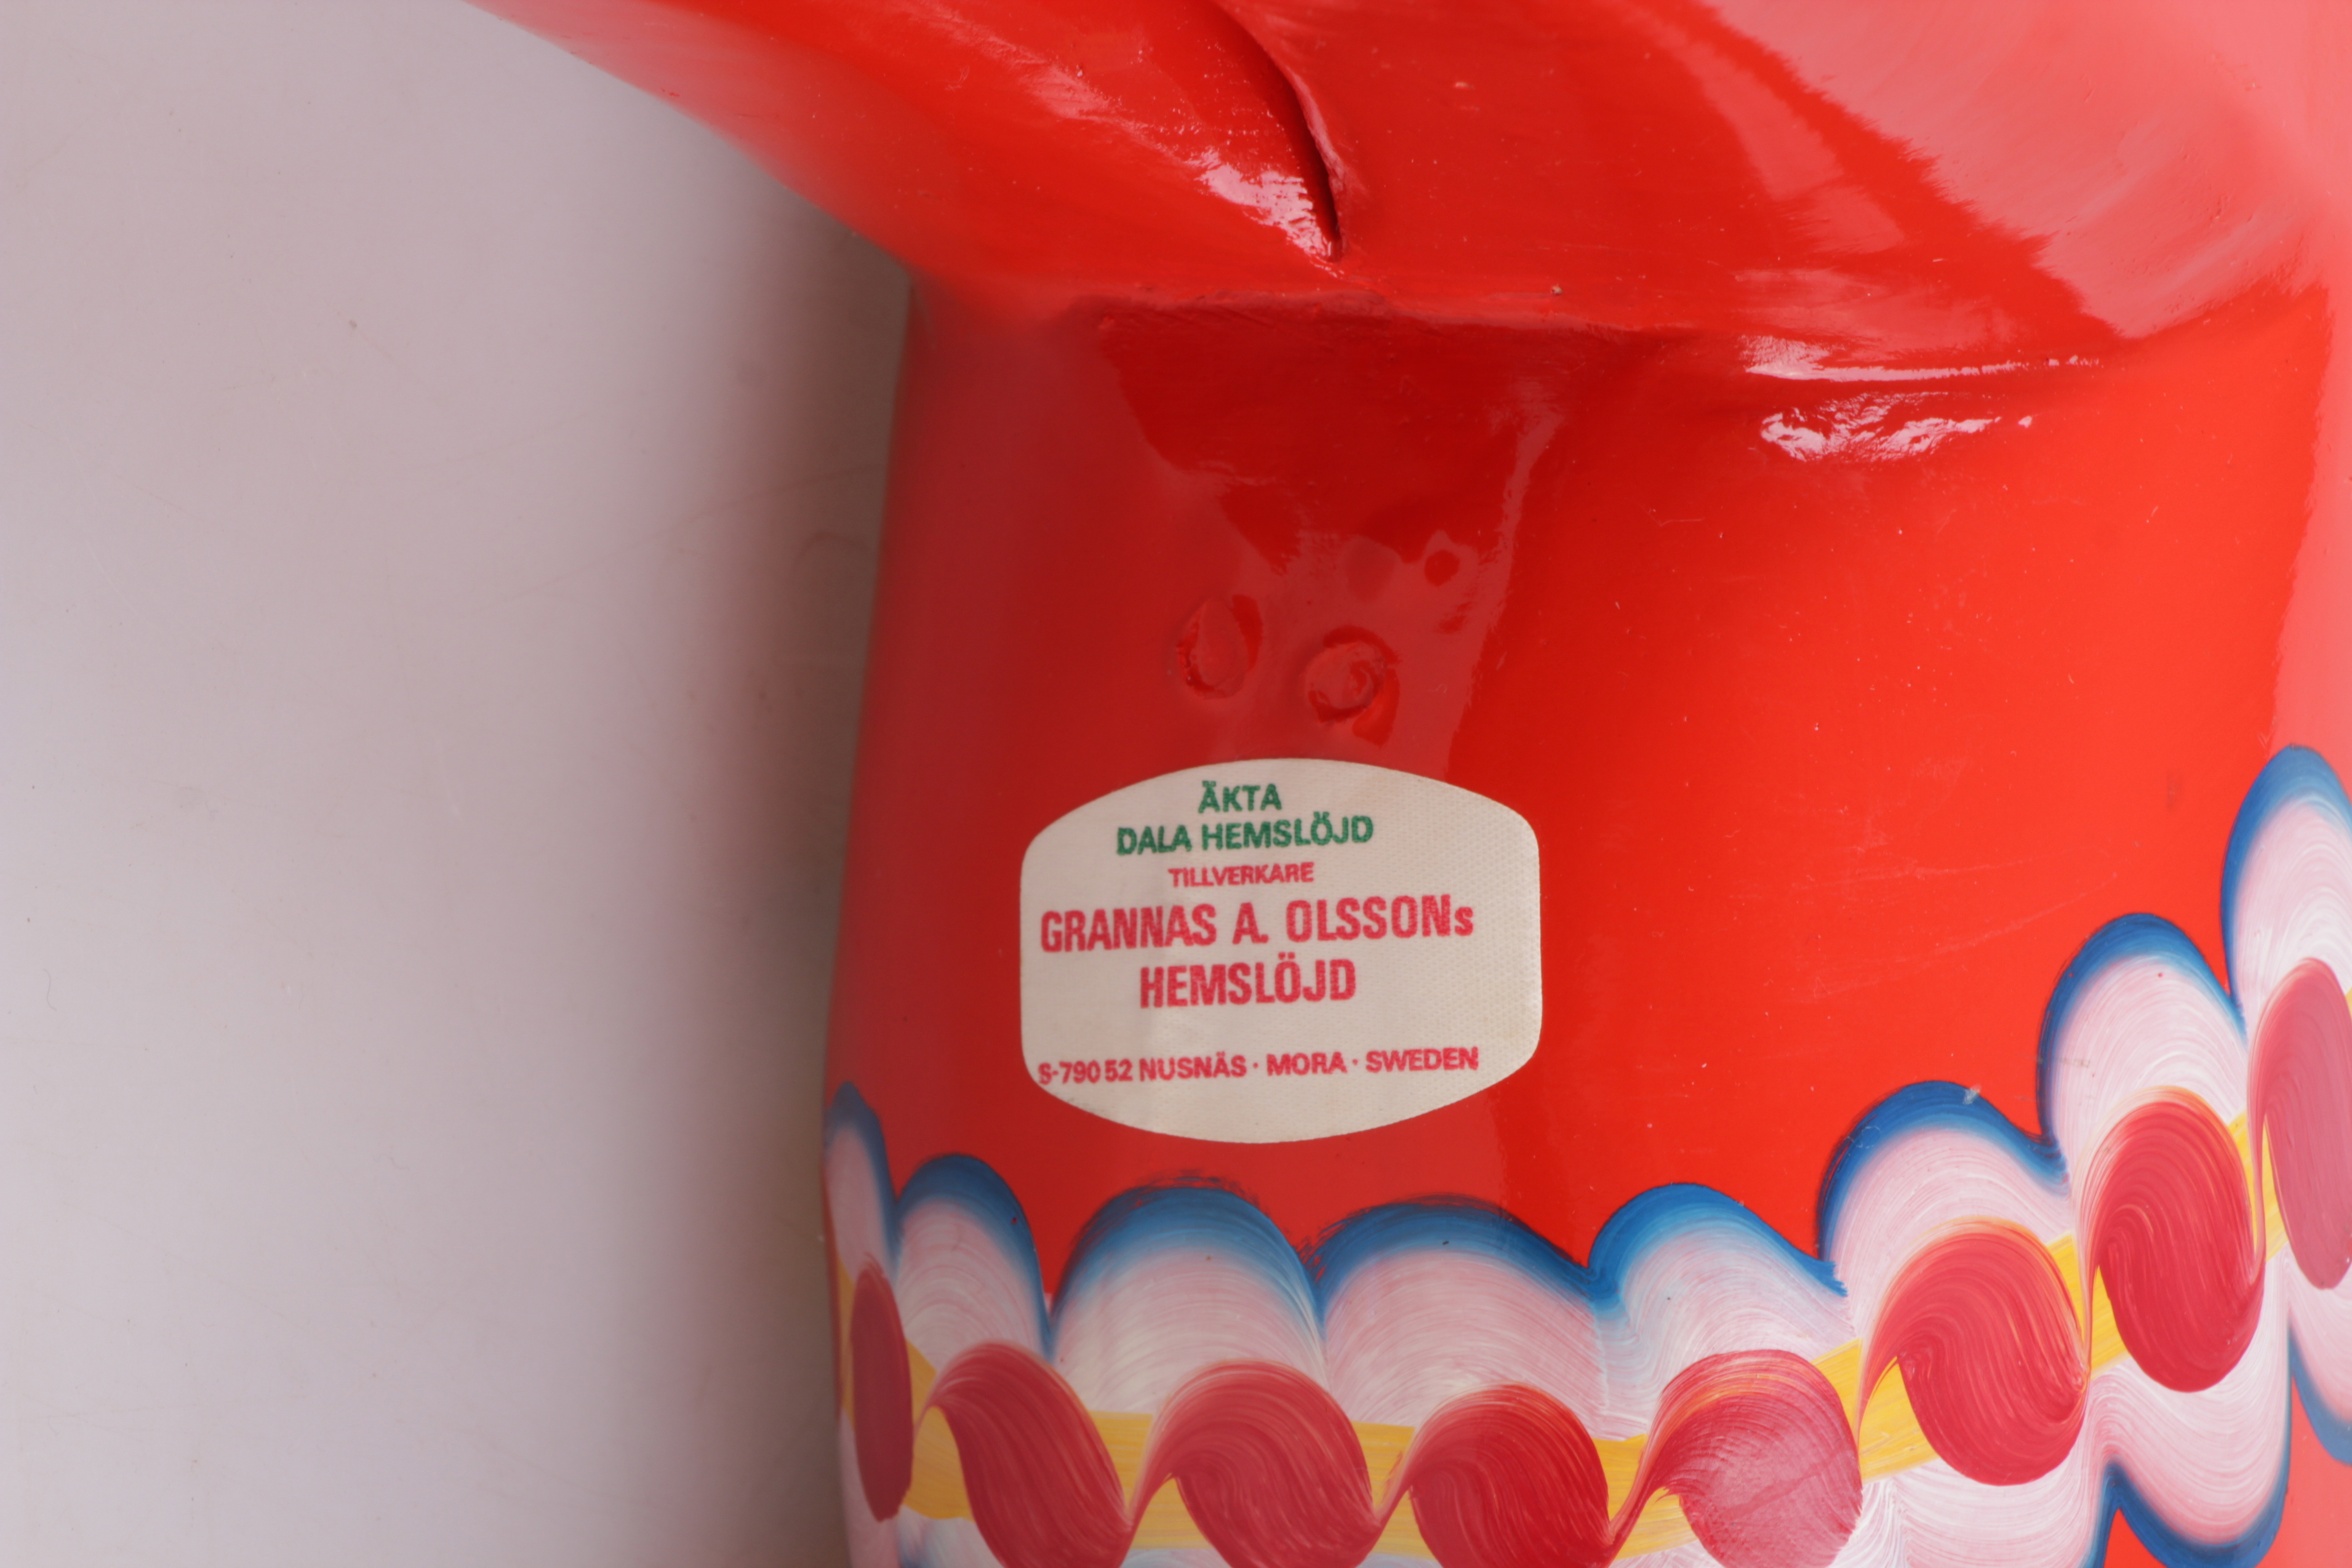 ÄKTA
DALA HEMSLÖJD
TILLVERKARE
GRANNAS A. OLSSONs
HEMSLÖJD
S-790 52 NUSNÄS · MORA · SWEDEN